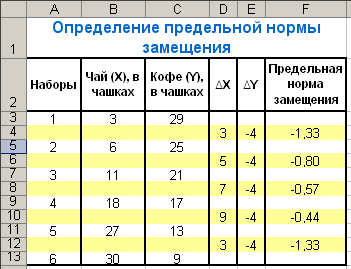 A B C D E F
1 Определение предельной нормы
замещения
2 Наборы Чай (X), в чашках Кофе (Y), в чашках ΔX ΔY Предельная норма замещения
3 1 3 29
4 3 -4 -1,33
5 2 6 25
6 5 -4 -0,80
7 3 11 21
8 7 -4 -0,57
9 4 18 17
10 9 -4 -0,44
11 5 27 13
12 3 -4 -1,33
13 6 30 9